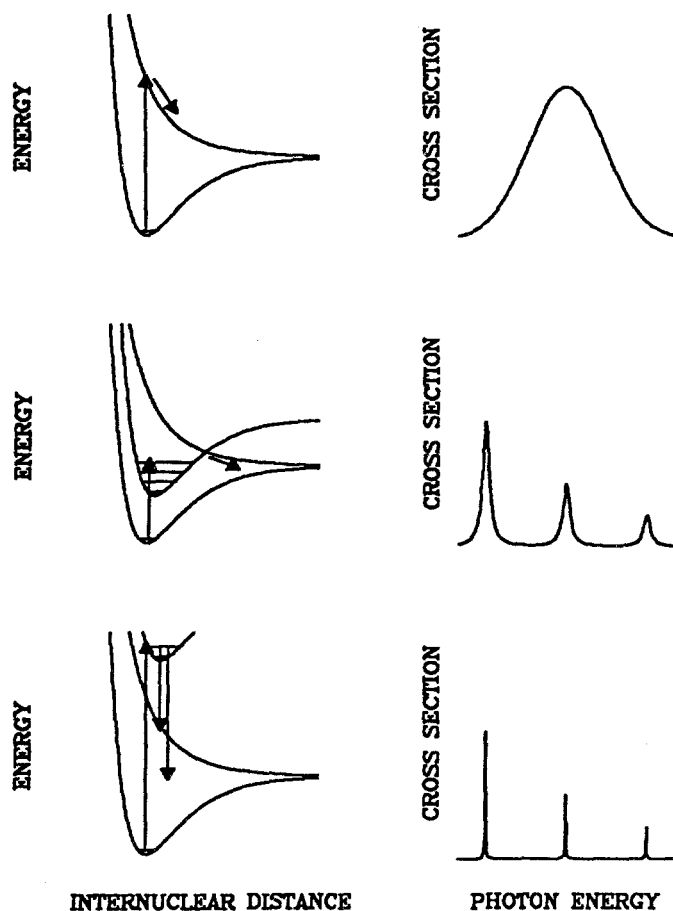 ENERGY
CROSS SECTION
ENERGY
CROSS SECTION
ENERGY
CROSS SECTION
INTERNUCLEAR DISTANCE
PHOTON ENERGY